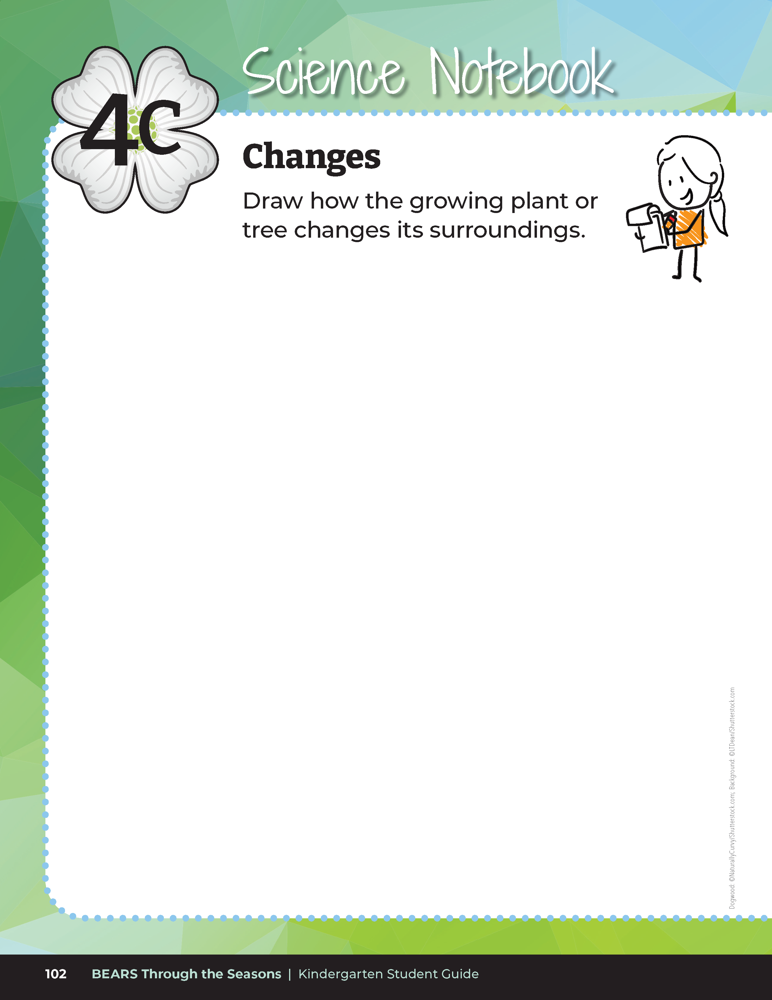 Science Notebook
4C
Changes
Draw how the growing plant or
tree changes its surroundings.
Dogwood: ©NaturallyCurvy/Shutterstock.com; Background: ©LTDean/Shutterstock.com
102 BEARS Through the Seasons | Kindergarten Student Guide